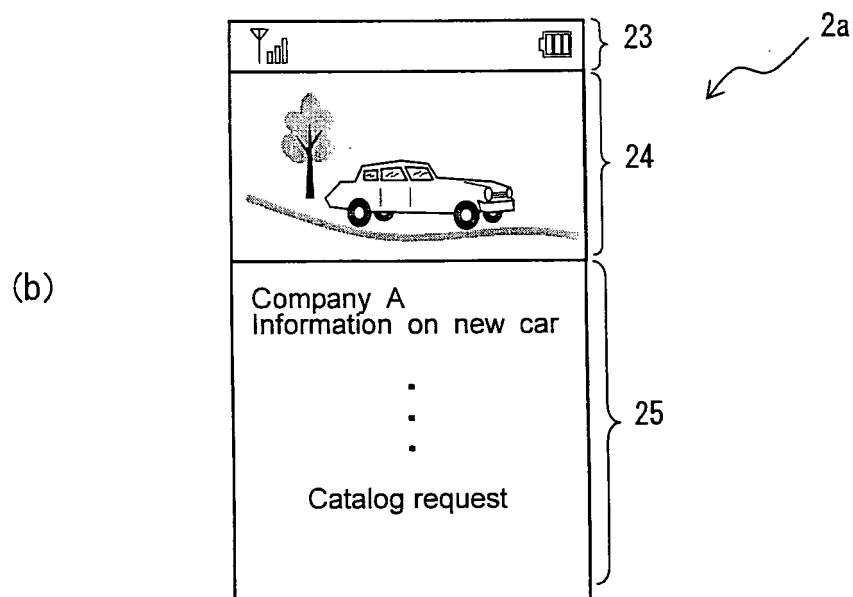 23
2a
24
(b)
Company A
Information on new car
25
Catalog request